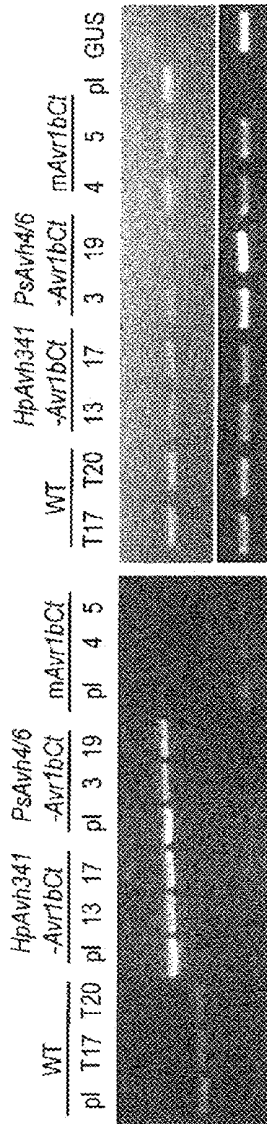 HpAvh341 PsAvh4/6
WT -Avr1bCt -Avr1bCt mAvr1bCt
pl T17 T20 pl 13 17 pl 3 19 pl 4 5
HpAvh341 PsAvh4/6
WT -Avr1bCt -Avr1bCt mAvr1bCt
T17 T20 13 17 3 19 4 5 pl GUS